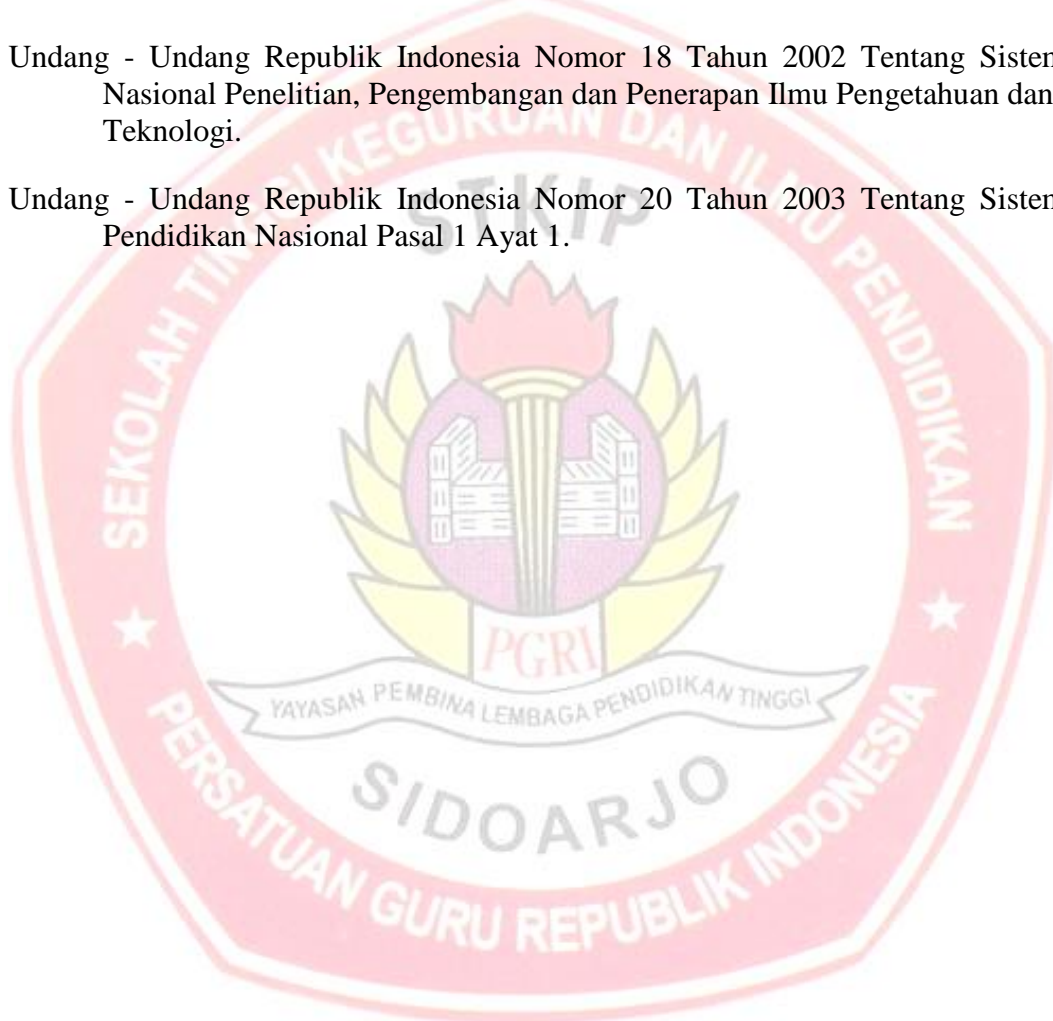 Undang - Undang Republik Indonesia Nomor 18 Tahun 2002 Tentang Sistem
Nasional Penelitian, Pengembangan dan Penerapan Ilmu Pengetahuan dan
Teknologi.
Undang - Undang Republik Indonesia Nomor 20 Tahun 2003 Tentang Sistem
Pendidikan Nasional Pasal 1 Ayat 1.
SEKOLAH TINGGI KEGURUAN DAN ILMU PENDIDIKAN
STKIP
PGRI
YAYASAN PEMBINA LEMBAGA PENDIDIKAN TINGGI
SIDOARJO
PERSATUAN GURU REPUBLIK INDONESIA